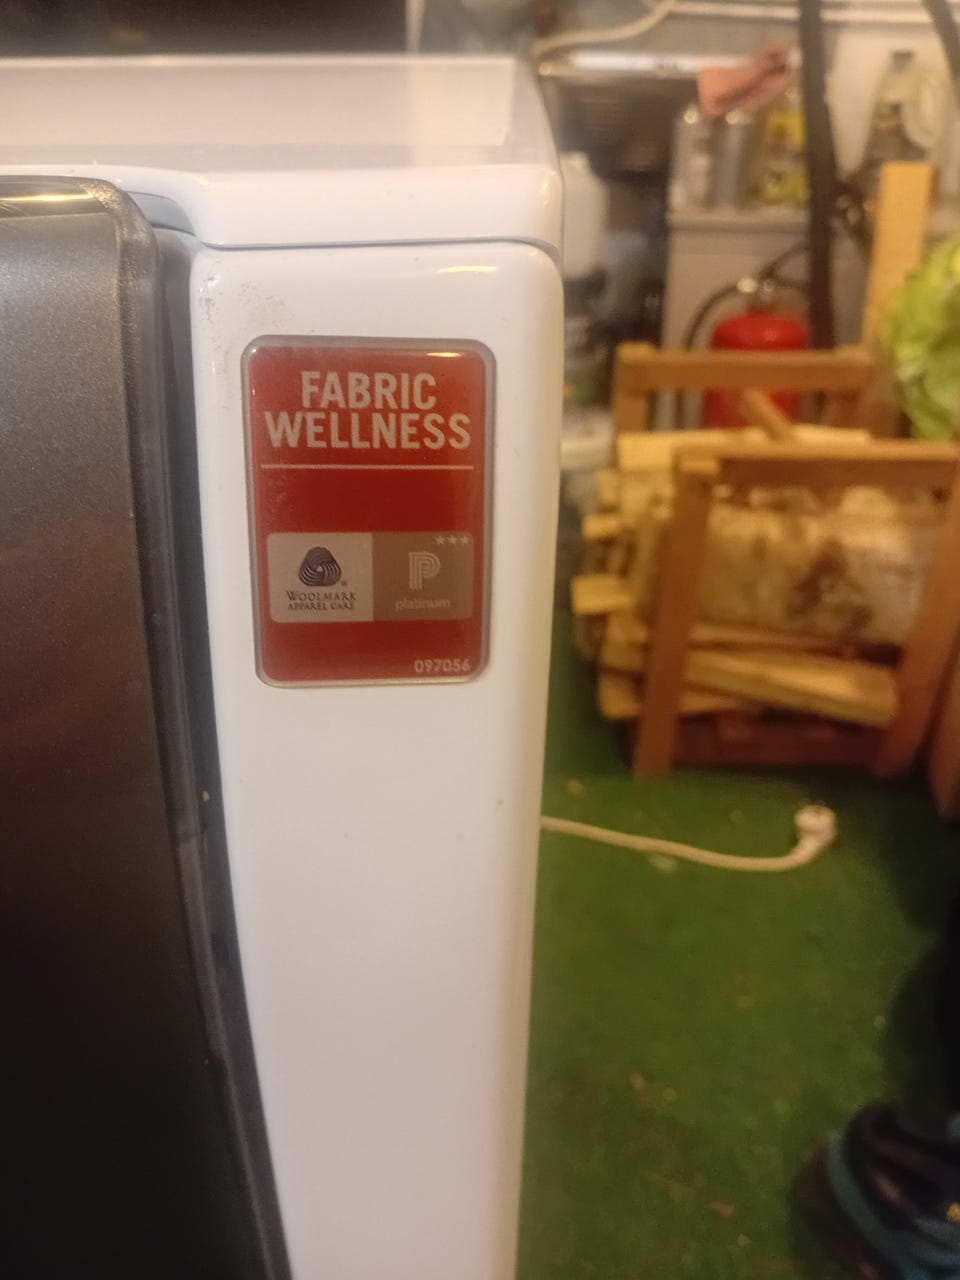 FABRIC
WELLNESS
WOOLMARK
APPAREL CARE
P
platinum
097056